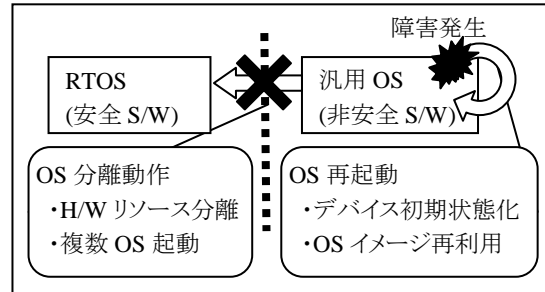 障害発生
RTOS
(安全 S/W)
汎用 OS
(非安全 S/W)
OS 分離動作
・H/W リソース分離
・複数 OS 起動
OS 再起動
・デバイス初期状態化
・OS イメージ再利用